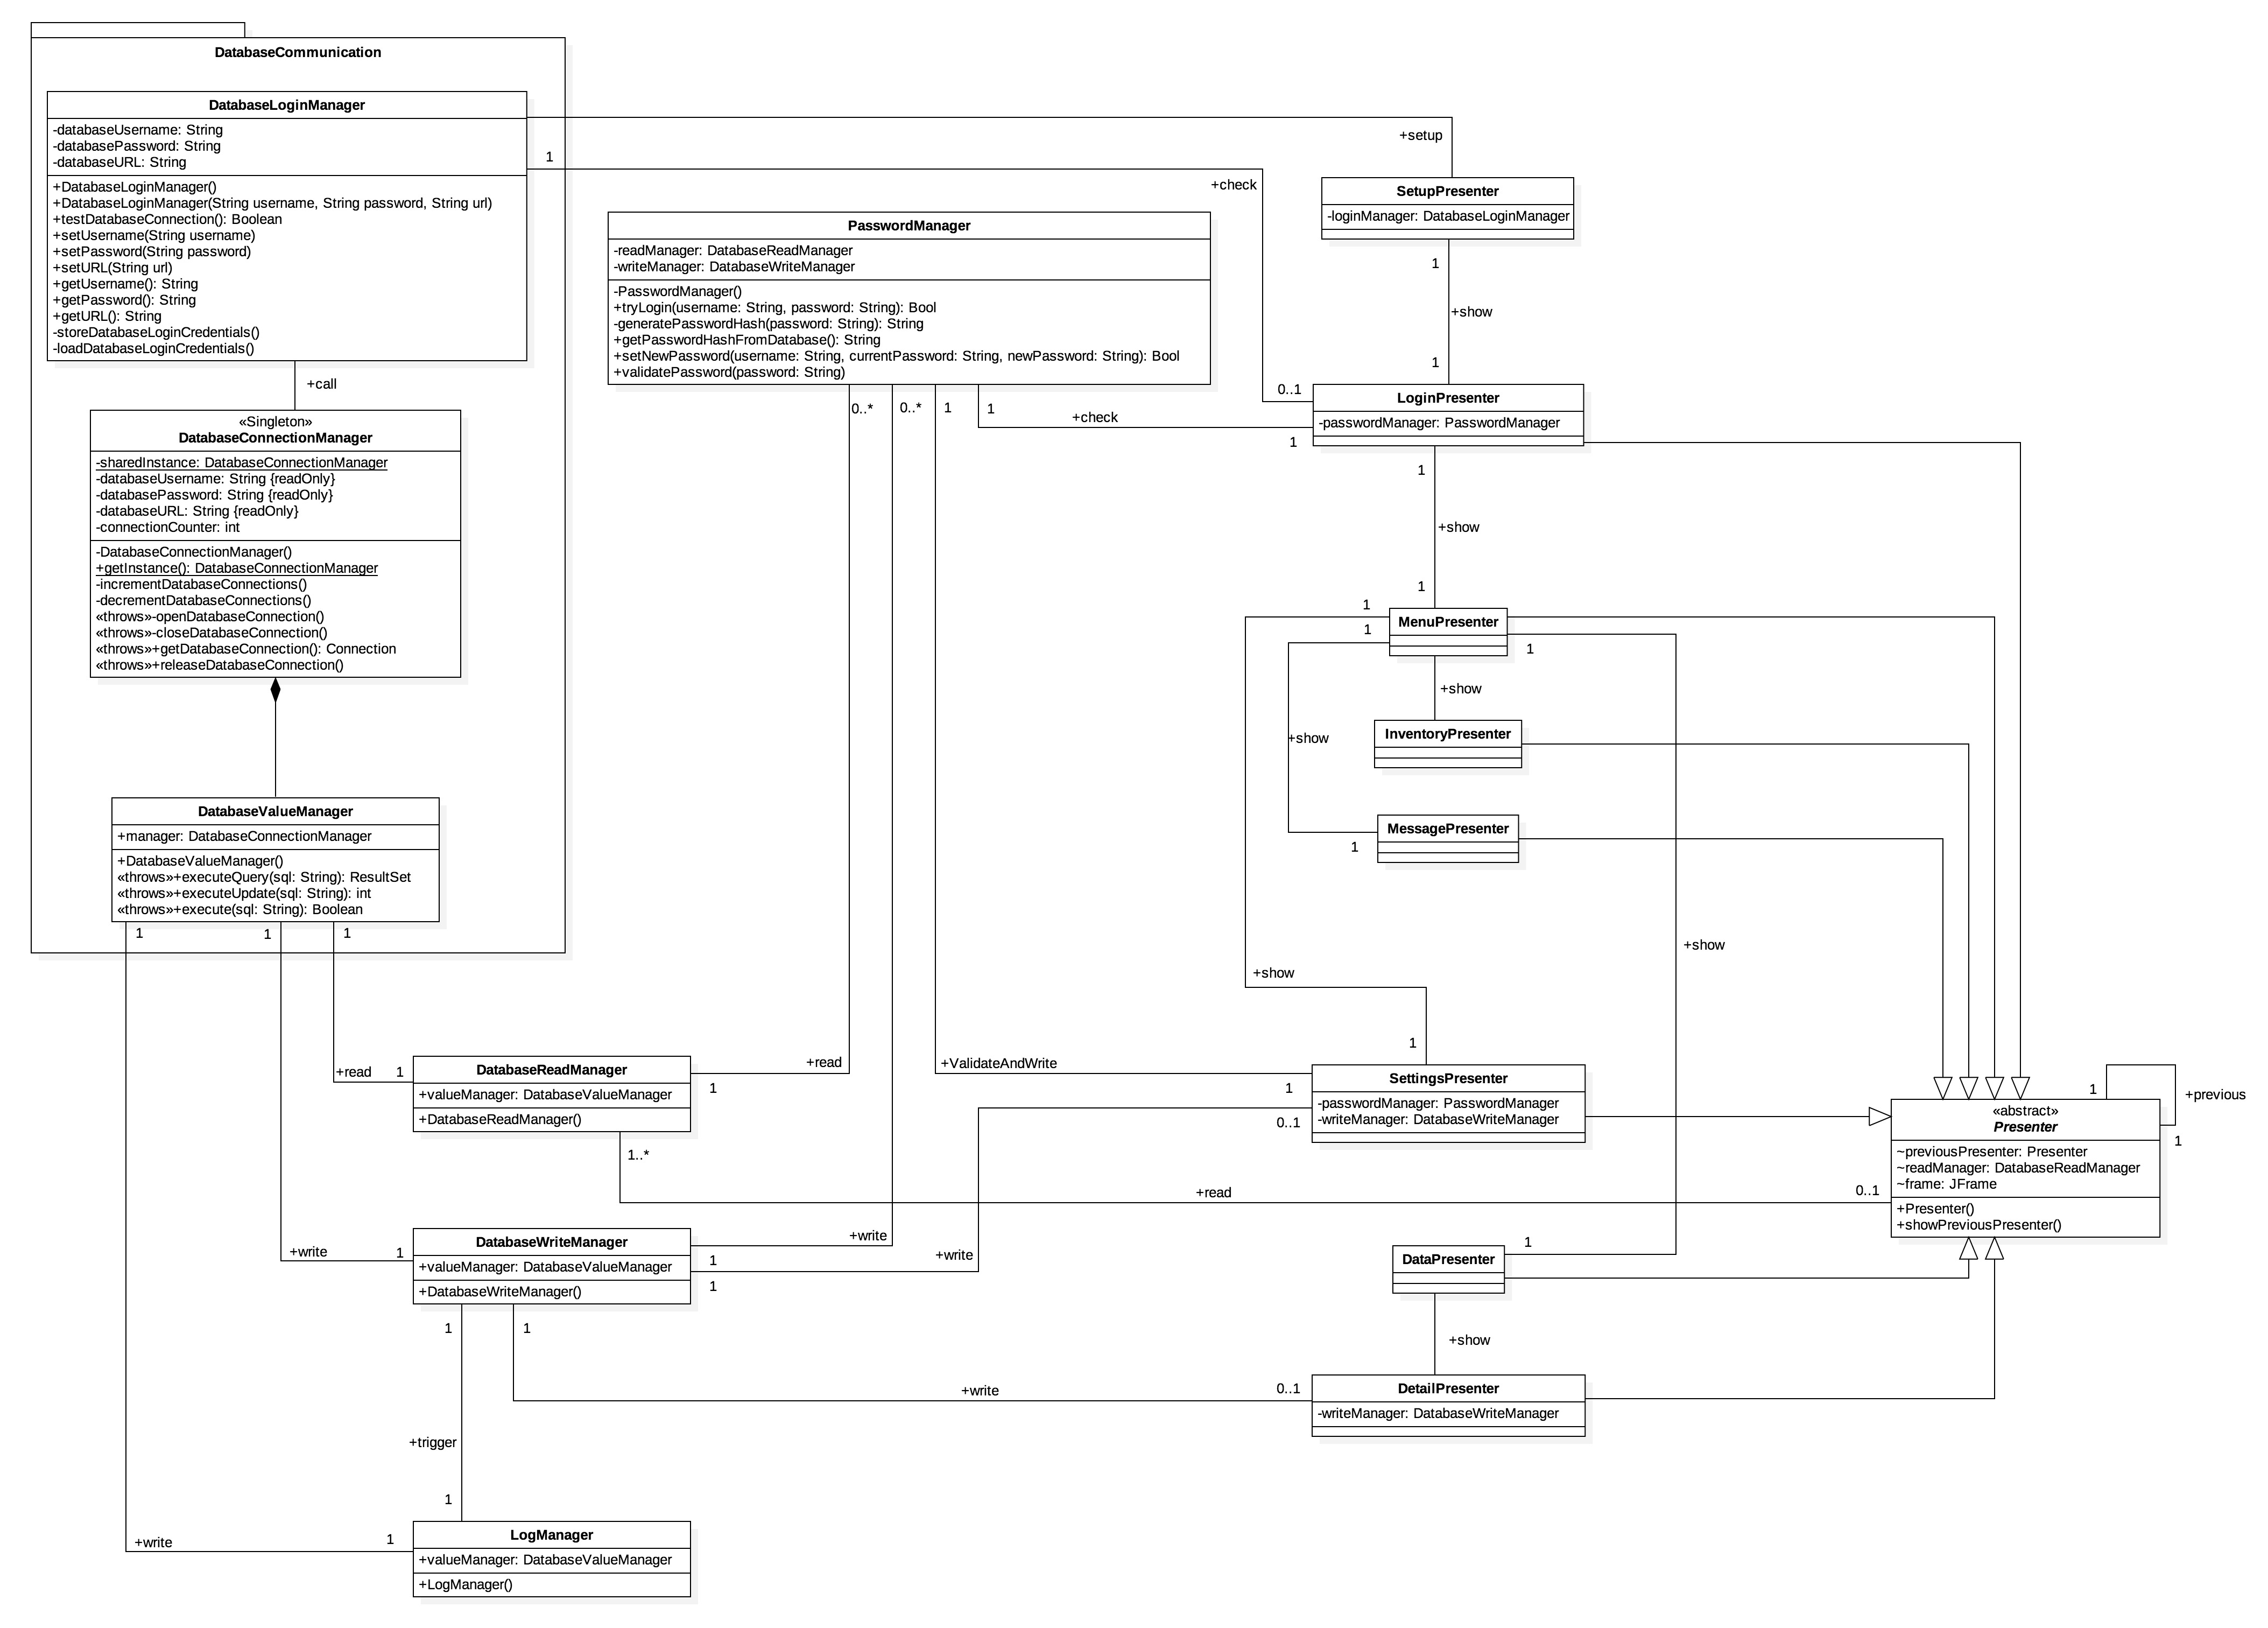 DatabaseCommunication
DatabaseLoginManager
-databaseUsername: String
-databasePassword: String
-databaseURL: String
+DatabaseLoginManager()
+DatabaseLoginManager(String username, String password, String url)
+testDatabaseConnection(): Boolean
+setUsername(String username)
+setPassword(String password)
+setURL(String url)
+getUsername(): String
+getPassword(): String
+getURL(): String
-storeDatabaseLoginCredentials()
-loadDatabaseLoginCredentials()
+call
«Singleton»
DatabaseConnectionManager
-sharedInstance: DatabaseConnectionManager
-databaseUsername: String {readOnly}
-databasePassword: String {readOnly}
-databaseURL: String {readOnly}
-connectionCounter: int
-DatabaseConnectionManager()
+getInstance(): DatabaseConnectionManager
-incrementDatabaseConnections()
-decrementDatabaseConnections()
«throws»-openDatabaseConnection()
«throws»-closeDatabaseConnection()
«throws»+getDatabaseConnection(): Connection
«throws»+releaseDatabaseConnection()
DatabaseValueManager
+manager: DatabaseConnectionManager
+DatabaseValueManager()
«throws»+executeQuery(sql: String): ResultSet
«throws»+executeUpdate(sql: String): int
«throws»+execute(sql: String): Boolean
1
1
1
1
+setup
+check
0..1
PasswordManager
-readManager: DatabaseReadManager
-writeManager: DatabaseWriteManager
-PasswordManager()
+tryLogin(username: String, password: String): Bool
-generatePasswordHash(password: String): String
+getPasswordHashFromDatabase(): String
+setNewPassword(username: String, currentPassword: String, newPassword: String): Bool
+validatePassword(password: String)
0..*
0..*
1
1
+check
1
SetupPresenter
-loginManager: DatabaseLoginManager
1
+show
1
LoginPresenter
-passwordManager: PasswordManager
1
+show
1
1
1
MenuPresenter
1
+show
InventoryPresenter
+show
MessagePresenter
1
+show
+show
1
+read
1
DatabaseReadManager
+valueManager: DatabaseValueManager
+DatabaseReadManager()
+read
1
1..*
+ValidateAndWrite
1
0..1
SettingsPresenter
-passwordManager: PasswordManager
-writeManager: DatabaseWriteManager
1
+previous
1
«abstract»
Presenter
~previousPresenter: Presenter
~readManager: DatabaseReadManager
~frame: JFrame
+Presenter()
+showPreviousPresenter()
+read
0..1
+write
1
DatabaseWriteManager
+valueManager: DatabaseValueManager
+DatabaseWriteManager()
+write
1
+write
1
1
1
DataPresenter
1
+show
+write
0..1
DetailPresenter
-writeManager: DatabaseWriteManager
+trigger
1
+write
1
LogManager
+valueManager: DatabaseValueManager
+LogManager()